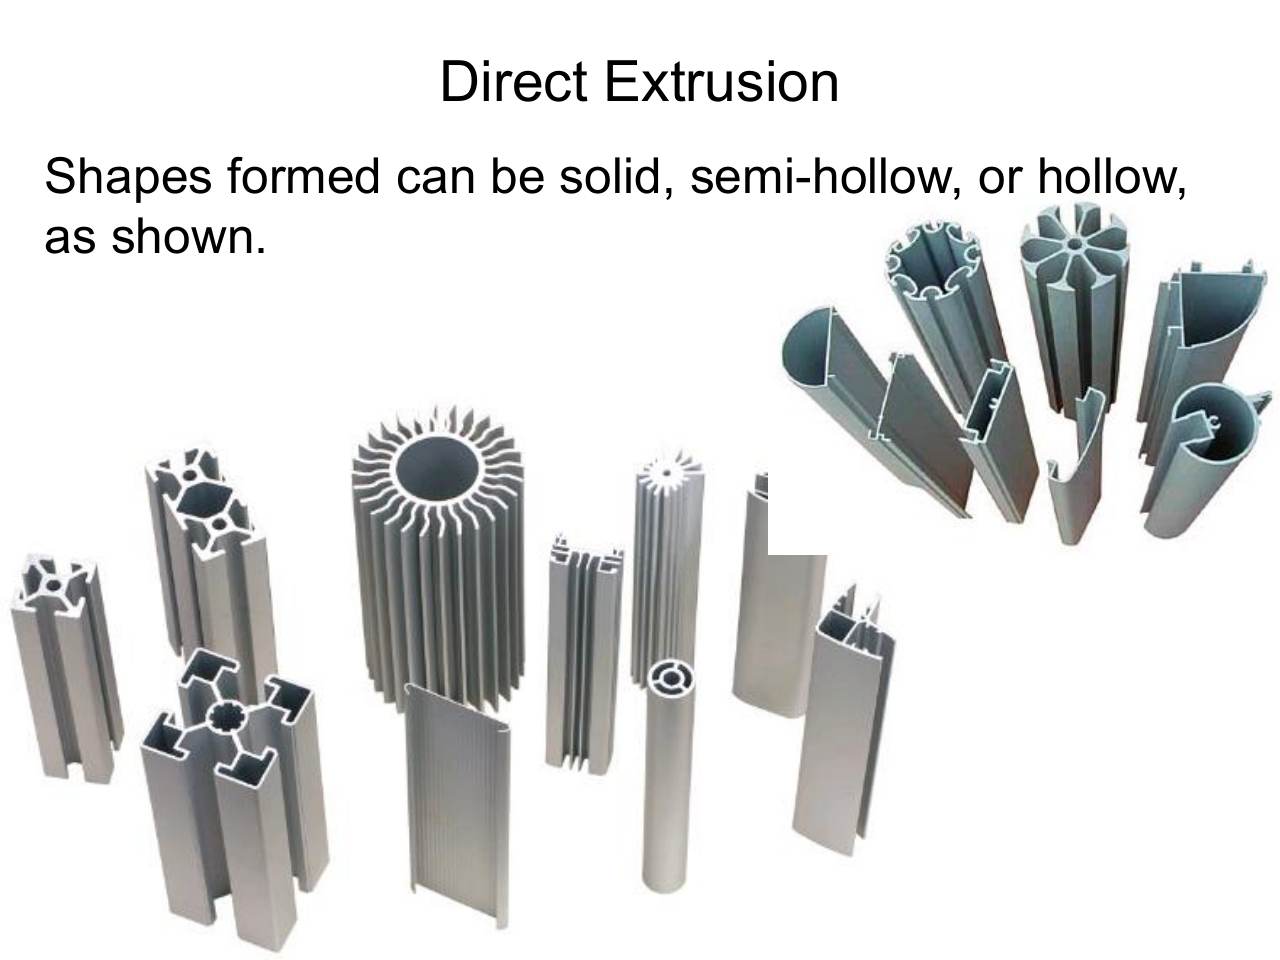 Direct Extrusion
Shapes formed can be solid, semi-hollow, or hollow,
as shown.